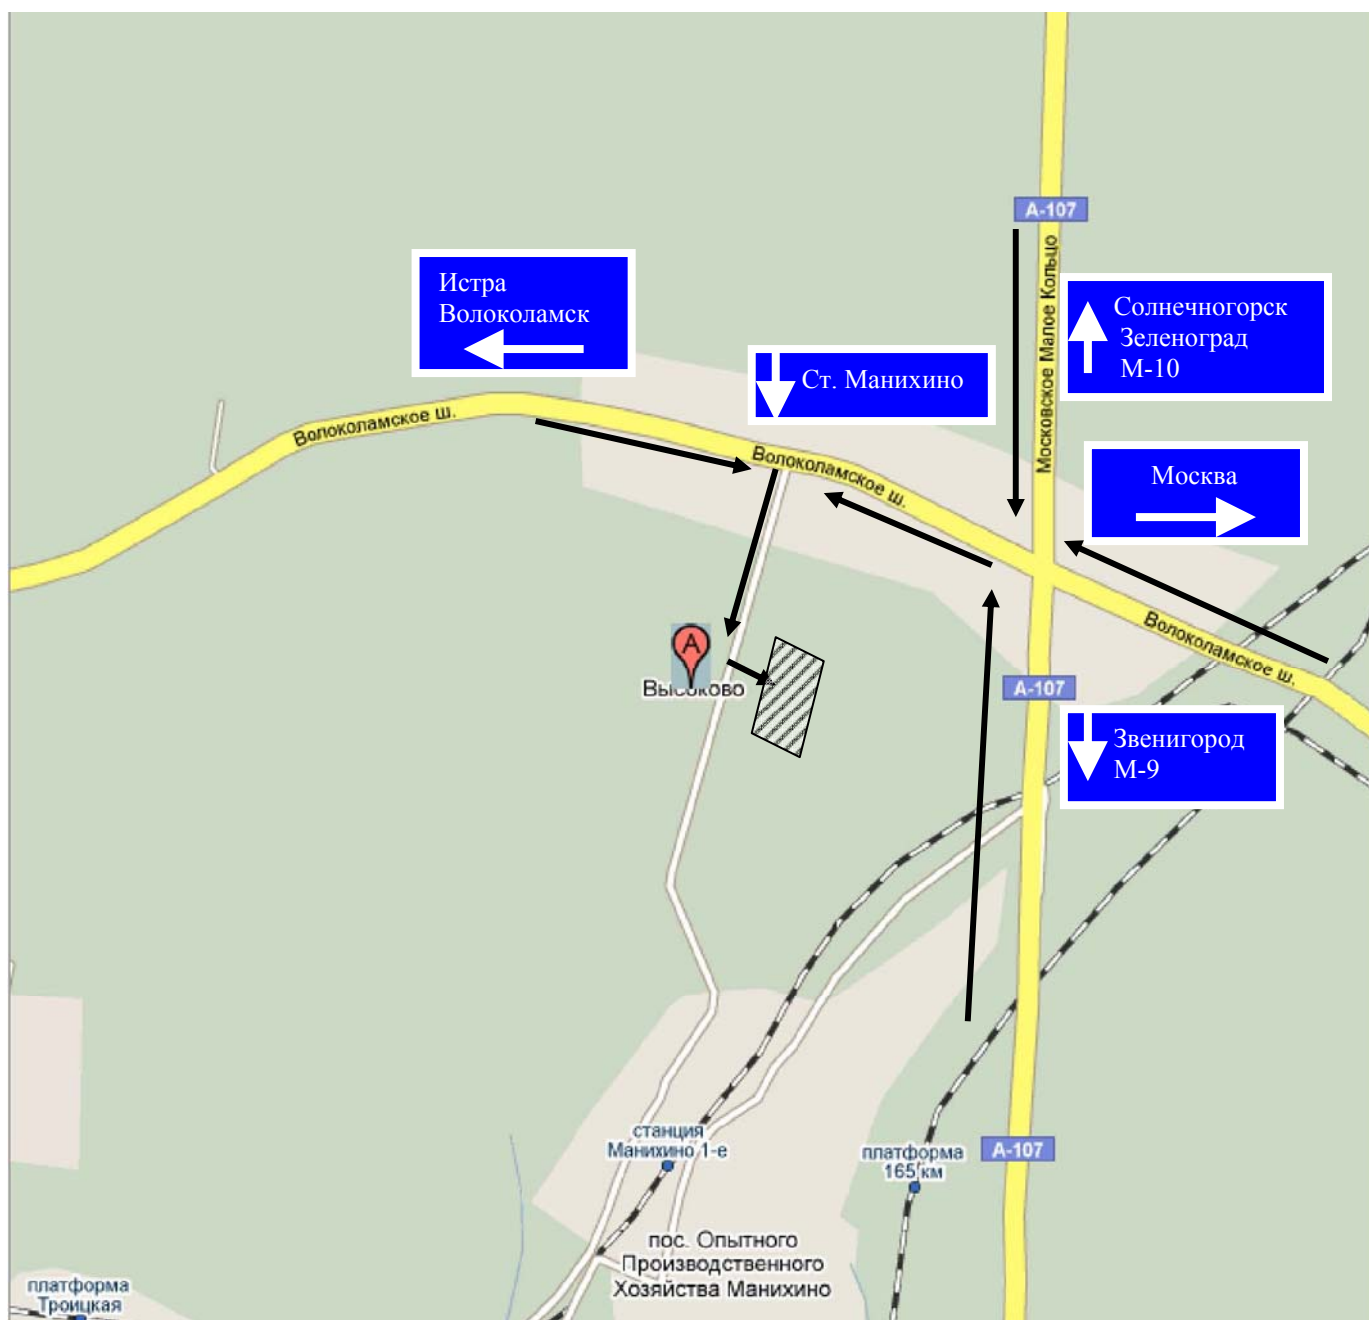 А-107
Московское Малое Кольцо
Истра
Волоколамск
Солнечногорск
Зеленоград
М-10
Ст. Манихино
Волоколамское ш.
Волоколамское ш.
Москва
Волоколамское ш.
A
Высоково
А-107
Звенигород
М-9
станция
Манихино 1-е
платформа
165 км
А-107
пос. Опытного
Производственного
Хозяйства Манихино
платформа
Троицкая